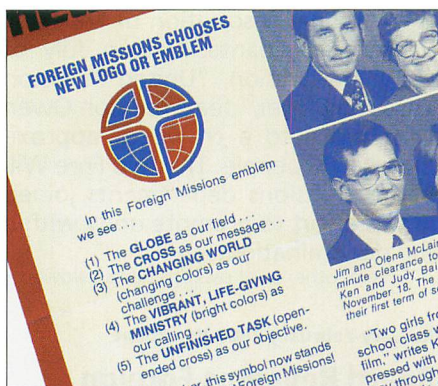 FOREIGN MISSIONS CHOOSES
NEW LOGO OR EMBLEM
In this Foreign Missions emblem
we see . . .
(1) The GLOBE as our field . . .
(2) The CROSS as our message . . .
(3) The CHANGING WORLD
(changing colors) as our
challenge . . .
(4) The VIBRANT, LIFE-GIVING
MINISTRY (bright colors) as
our calling . . .
(5) The UNFINISHED TASK (open-
ended cross) as our objective.
this symbol now stands
Foreign Missions!
Jim and Olena
minute clearance to
Ken and Judy
November 18. The
their first term of
"Two girls
school class
film," writes
pressed with
through